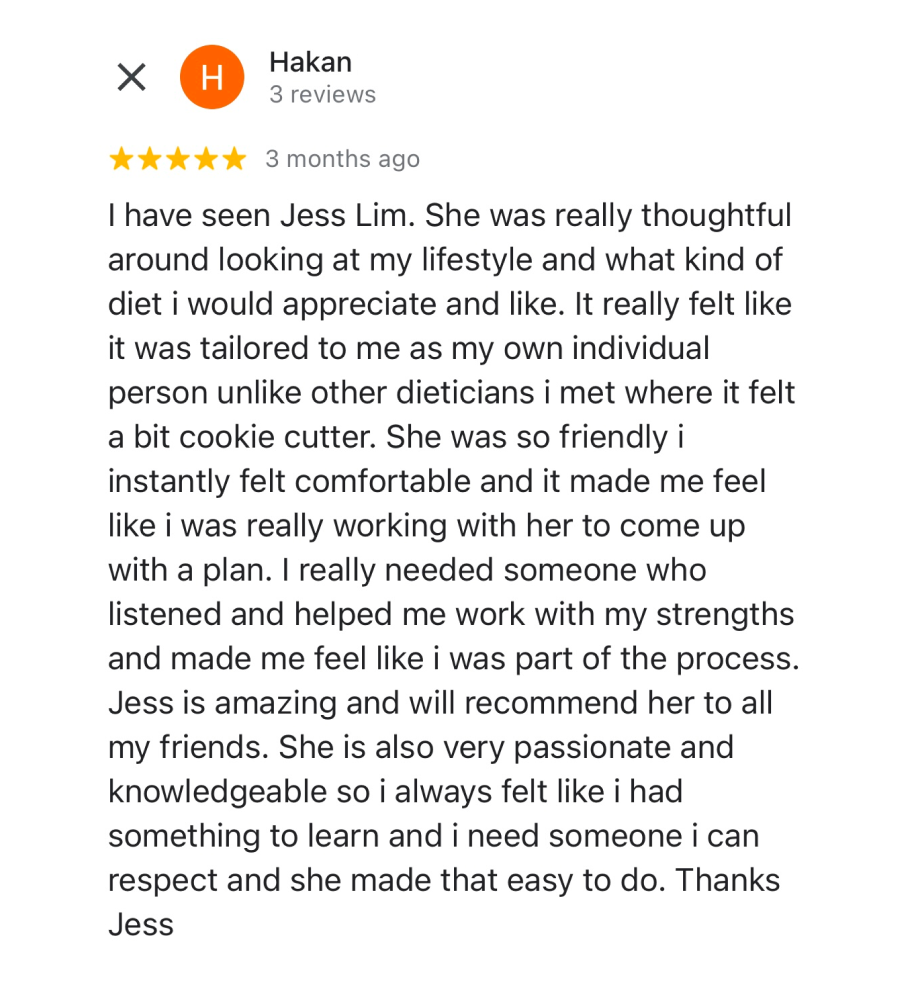 H
Hakan
3 reviews
3 months ago
I have seen Jess Lim. She was really thoughtful
around looking at my lifestyle and what kind of
diet i would appreciate and like. It really felt like
it was tailored to me as my own individual
person unlike other dieticians i met where it felt
a bit cookie cutter. She was so friendly i
instantly felt comfortable and it made me feel
like i was really working with her to come up
with a plan. I really needed someone who
listened and helped me work with my strengths
and made me feel like i was part of the process.
Jess is amazing and will recommend her to all
my friends. She is also very passionate and
knowledgeable so i always felt like i had
something to learn and i need someone i can
respect and she made that easy to do. Thanks
Jess